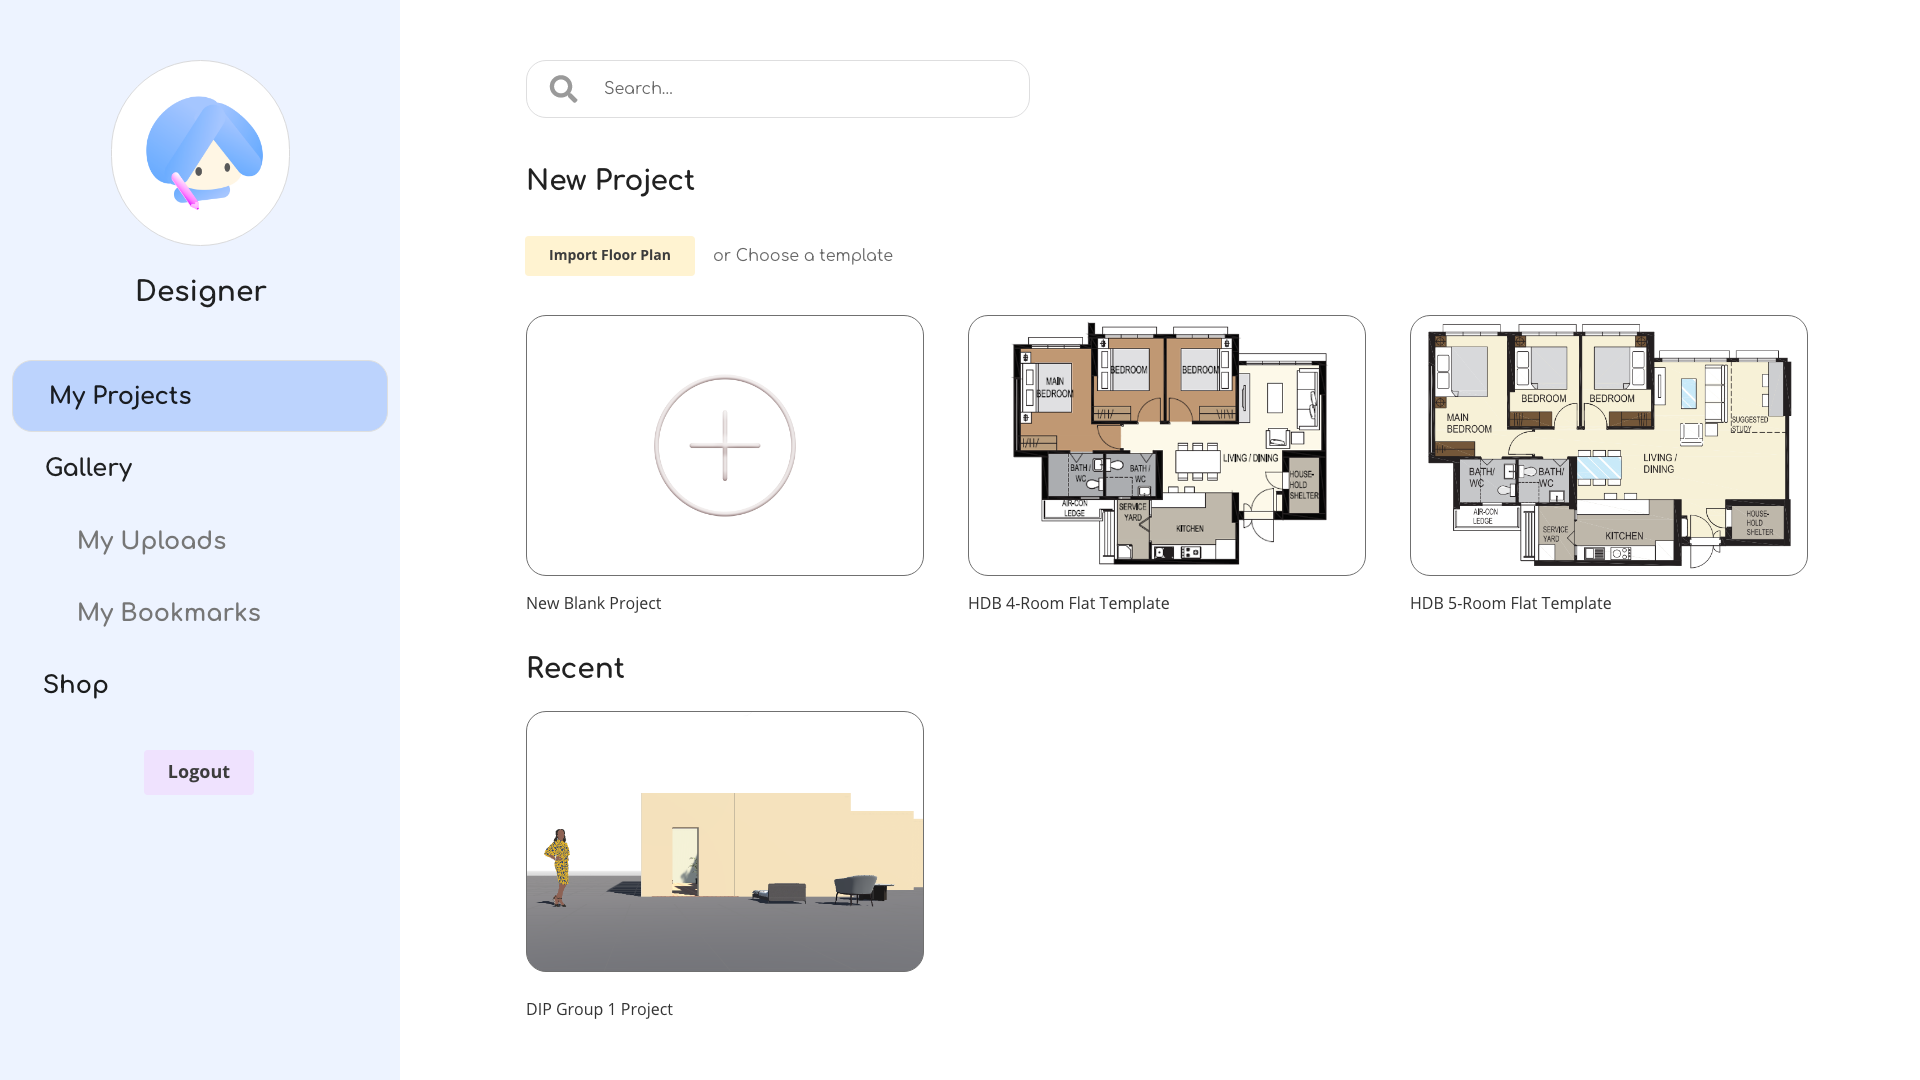 Designer
My Projects
Gallery
My Uploads
My Bookmarks
Shop
Logout
Search...
New Project
Import Floor Plan
or Choose a template
MAIN
BEDROOM
BEDROOM
BEDROOM
BATH /
WC
BATH /
WC
LIVING / DINING
HOUSE-
HOLD
SHELTER
AIR-CON
LEDGE
SERVICE
YARD
KITCHEN
MAIN
BEDROOM
BEDROOM
BEDROOM
SUGGESTED
STUDY
LIVING /
DINING
BATH/
WC
BATH/
WC
AIR-CON
LEDGE
SERVICE
YARD
KITCHEN
HOUSE-
HOLD
SHELTER
New Blank Project
HDB 4-Room Flat Template
HDB 5-Room Flat Template
Recent
DIP Group 1 Project